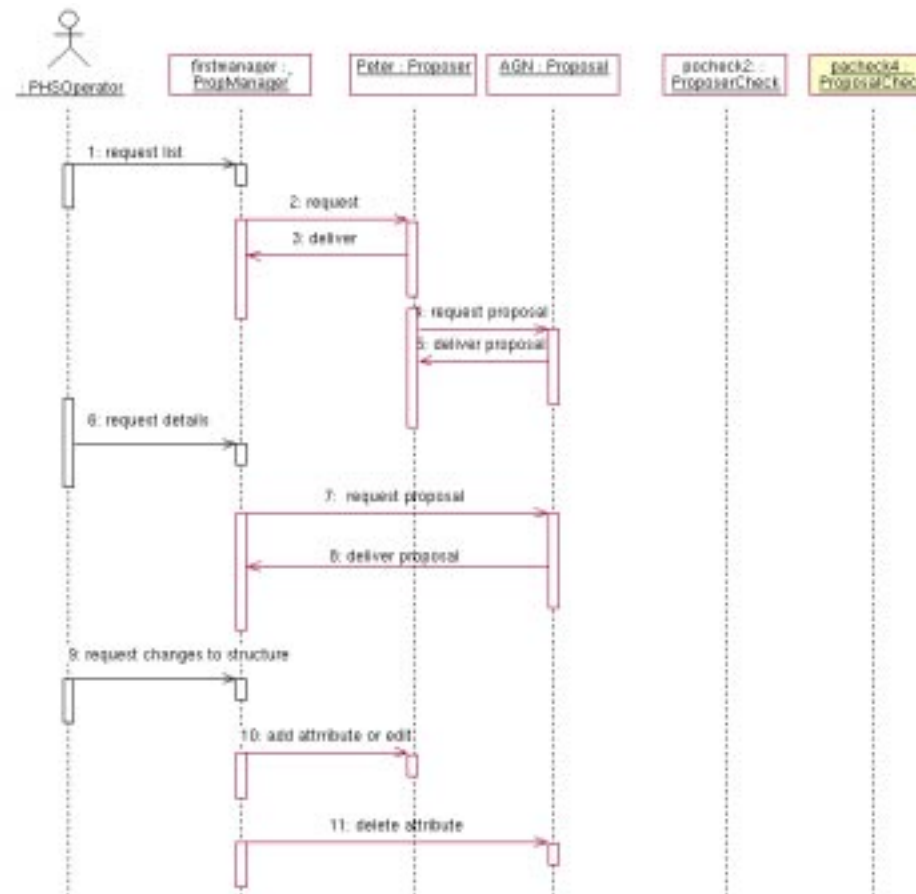 : PHSOperator
firstmanager :
PropManager
Peter : Proposer
AGN : Proposal
pocheck2 :
ProposerCheck
pacheck4 :
ProposalChec
1: request list
2: request
3: deliver
4: request proposal
5: deliver proposal
6: request details
7: request proposal
8: deliver proposal
9: request changes to structure
10: add attrribute or edit
11: delete attribute